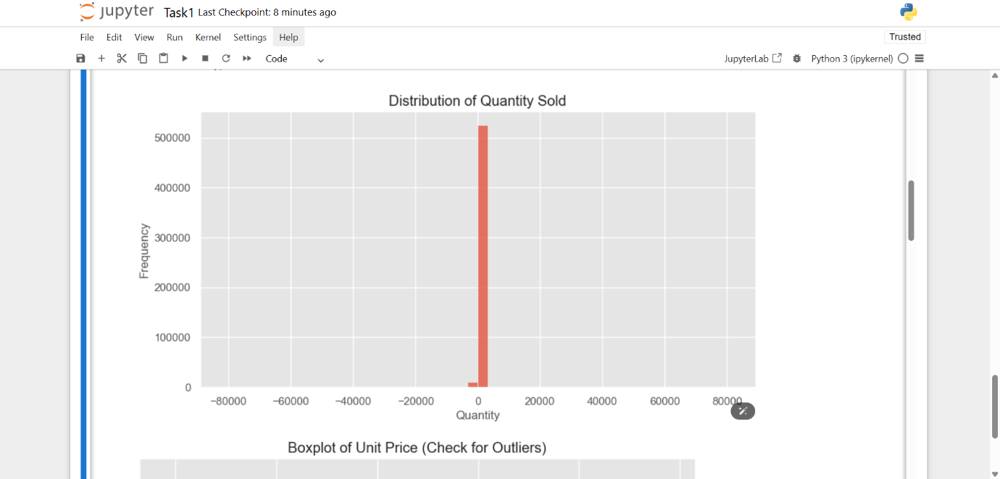 jupyter Task1 Last Checkpoint: 8 minutes ago
File Edit View Run Kernel Settings Help Trusted
Code JupyterLab Python 3 (ipykernel)
Distribution of Quantity Sold
500000
400000
300000
200000
100000
0
Frequency
−80000 −60000 −40000 −20000 0 20000 40000 60000 80000
Quantity
Boxplot of Unit Price (Check for Outliers)